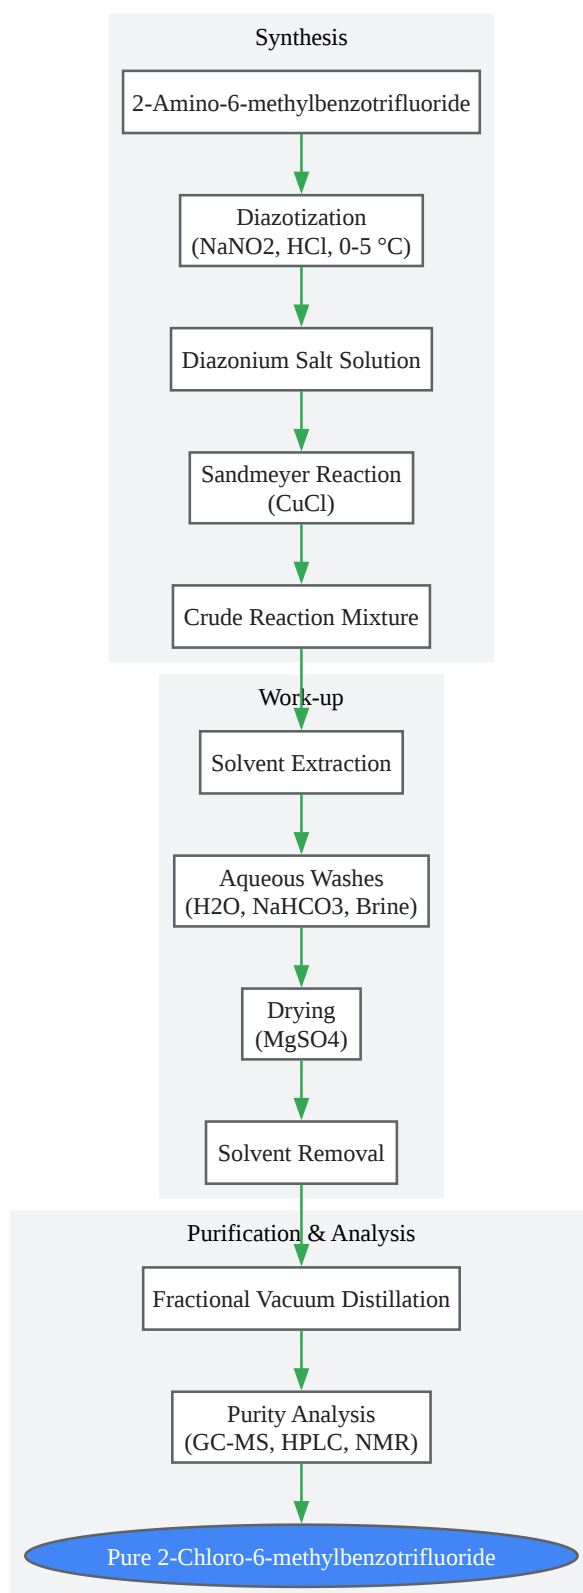 Synthesis
2-Amino-6-methylbenzotrifluoride
Diazotization
(NaNO2, HCl, 0-5 °C)
Diazonium Salt Solution
Sandmeyer Reaction
(CuCl)
Crude Reaction Mixture
Work-up
Solvent Extraction
Aqueous Washes
(H2O, NaHCO3, Brine)
Drying
(MgSO4)
Solvent Removal
Purification & Analysis
Fractional Vacuum Distillation
Purity Analysis
(GC-MS, HPLC, NMR)
Pure 2-Chloro-6-methylbenzotrifluoride